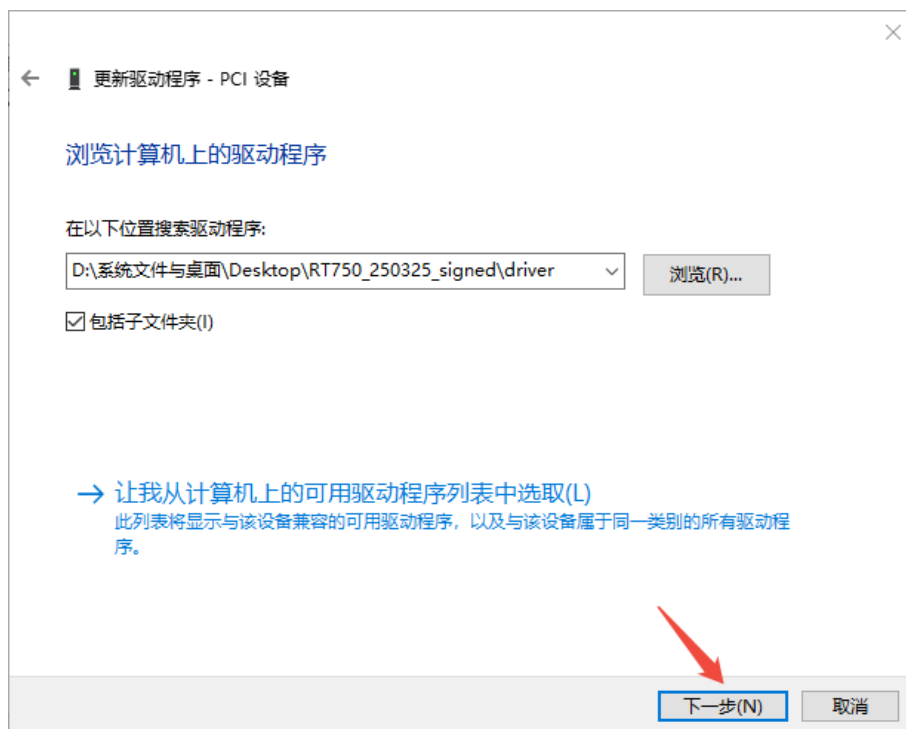 更新驱动程序 - PCI 设备
浏览计算机上的驱动程序
在以下位置搜索驱动程序:
D:\系统文件与桌面\Desktop\RT750_250325_signed\driver
浏览(R)...
包括子文件夹(I)
让我从计算机上的可用驱动程序列表中选取(L)
此列表将显示与该设备兼容的可用驱动程序，以及与该设备属于同一类别的所有驱动程
序。
下一步(N)
取消